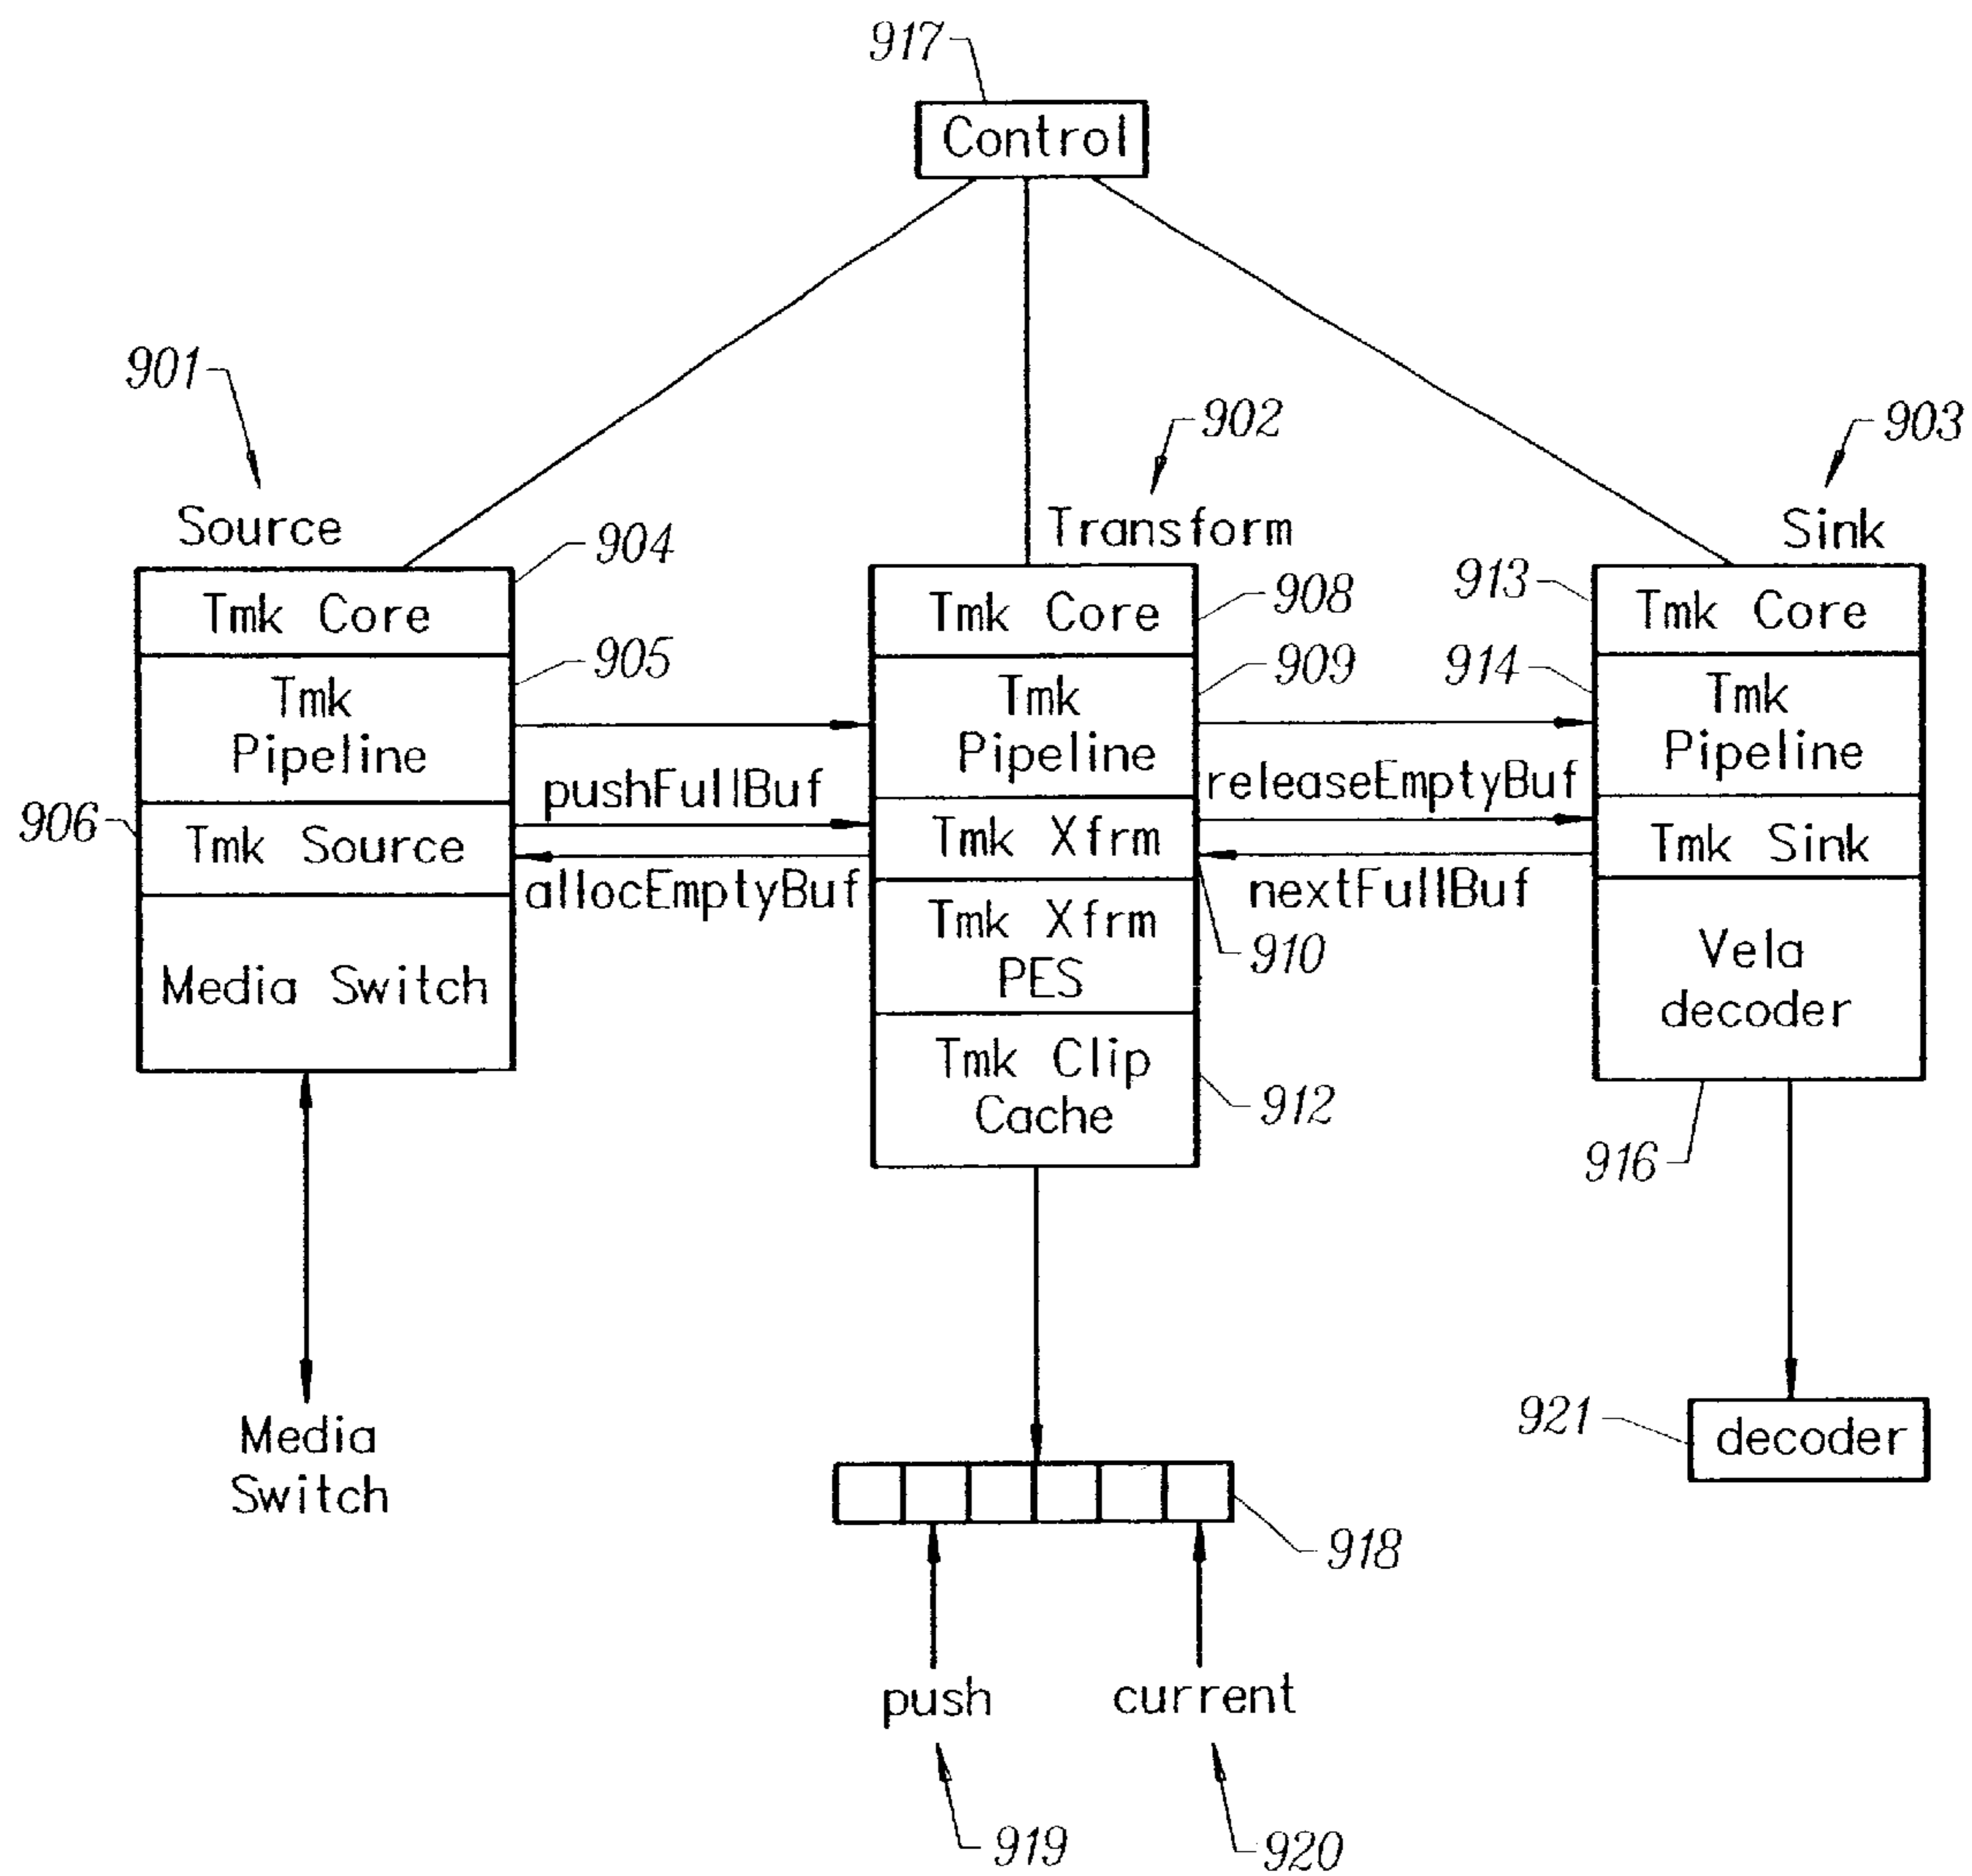 917
Control
901
902
903
Source
Transform
Sink
904
Tmk Core
905
Tmk
Pipeline
906
Tmk Source
Media Switch
pushFullBuf
allocEmptyBuf
908
Tmk Core
909
Tmk
Pipeline
Tmk Xfrm
910
Tmk Xfrm
PES
Tmk Clip
Cache
912
releaseEmptyBuf
nextFullBuf
913
Tmk Core
914
Tmk
Pipeline
Tmk Sink
Vela
decoder
916
Media
Switch
921
decoder
918
push
current
919
920